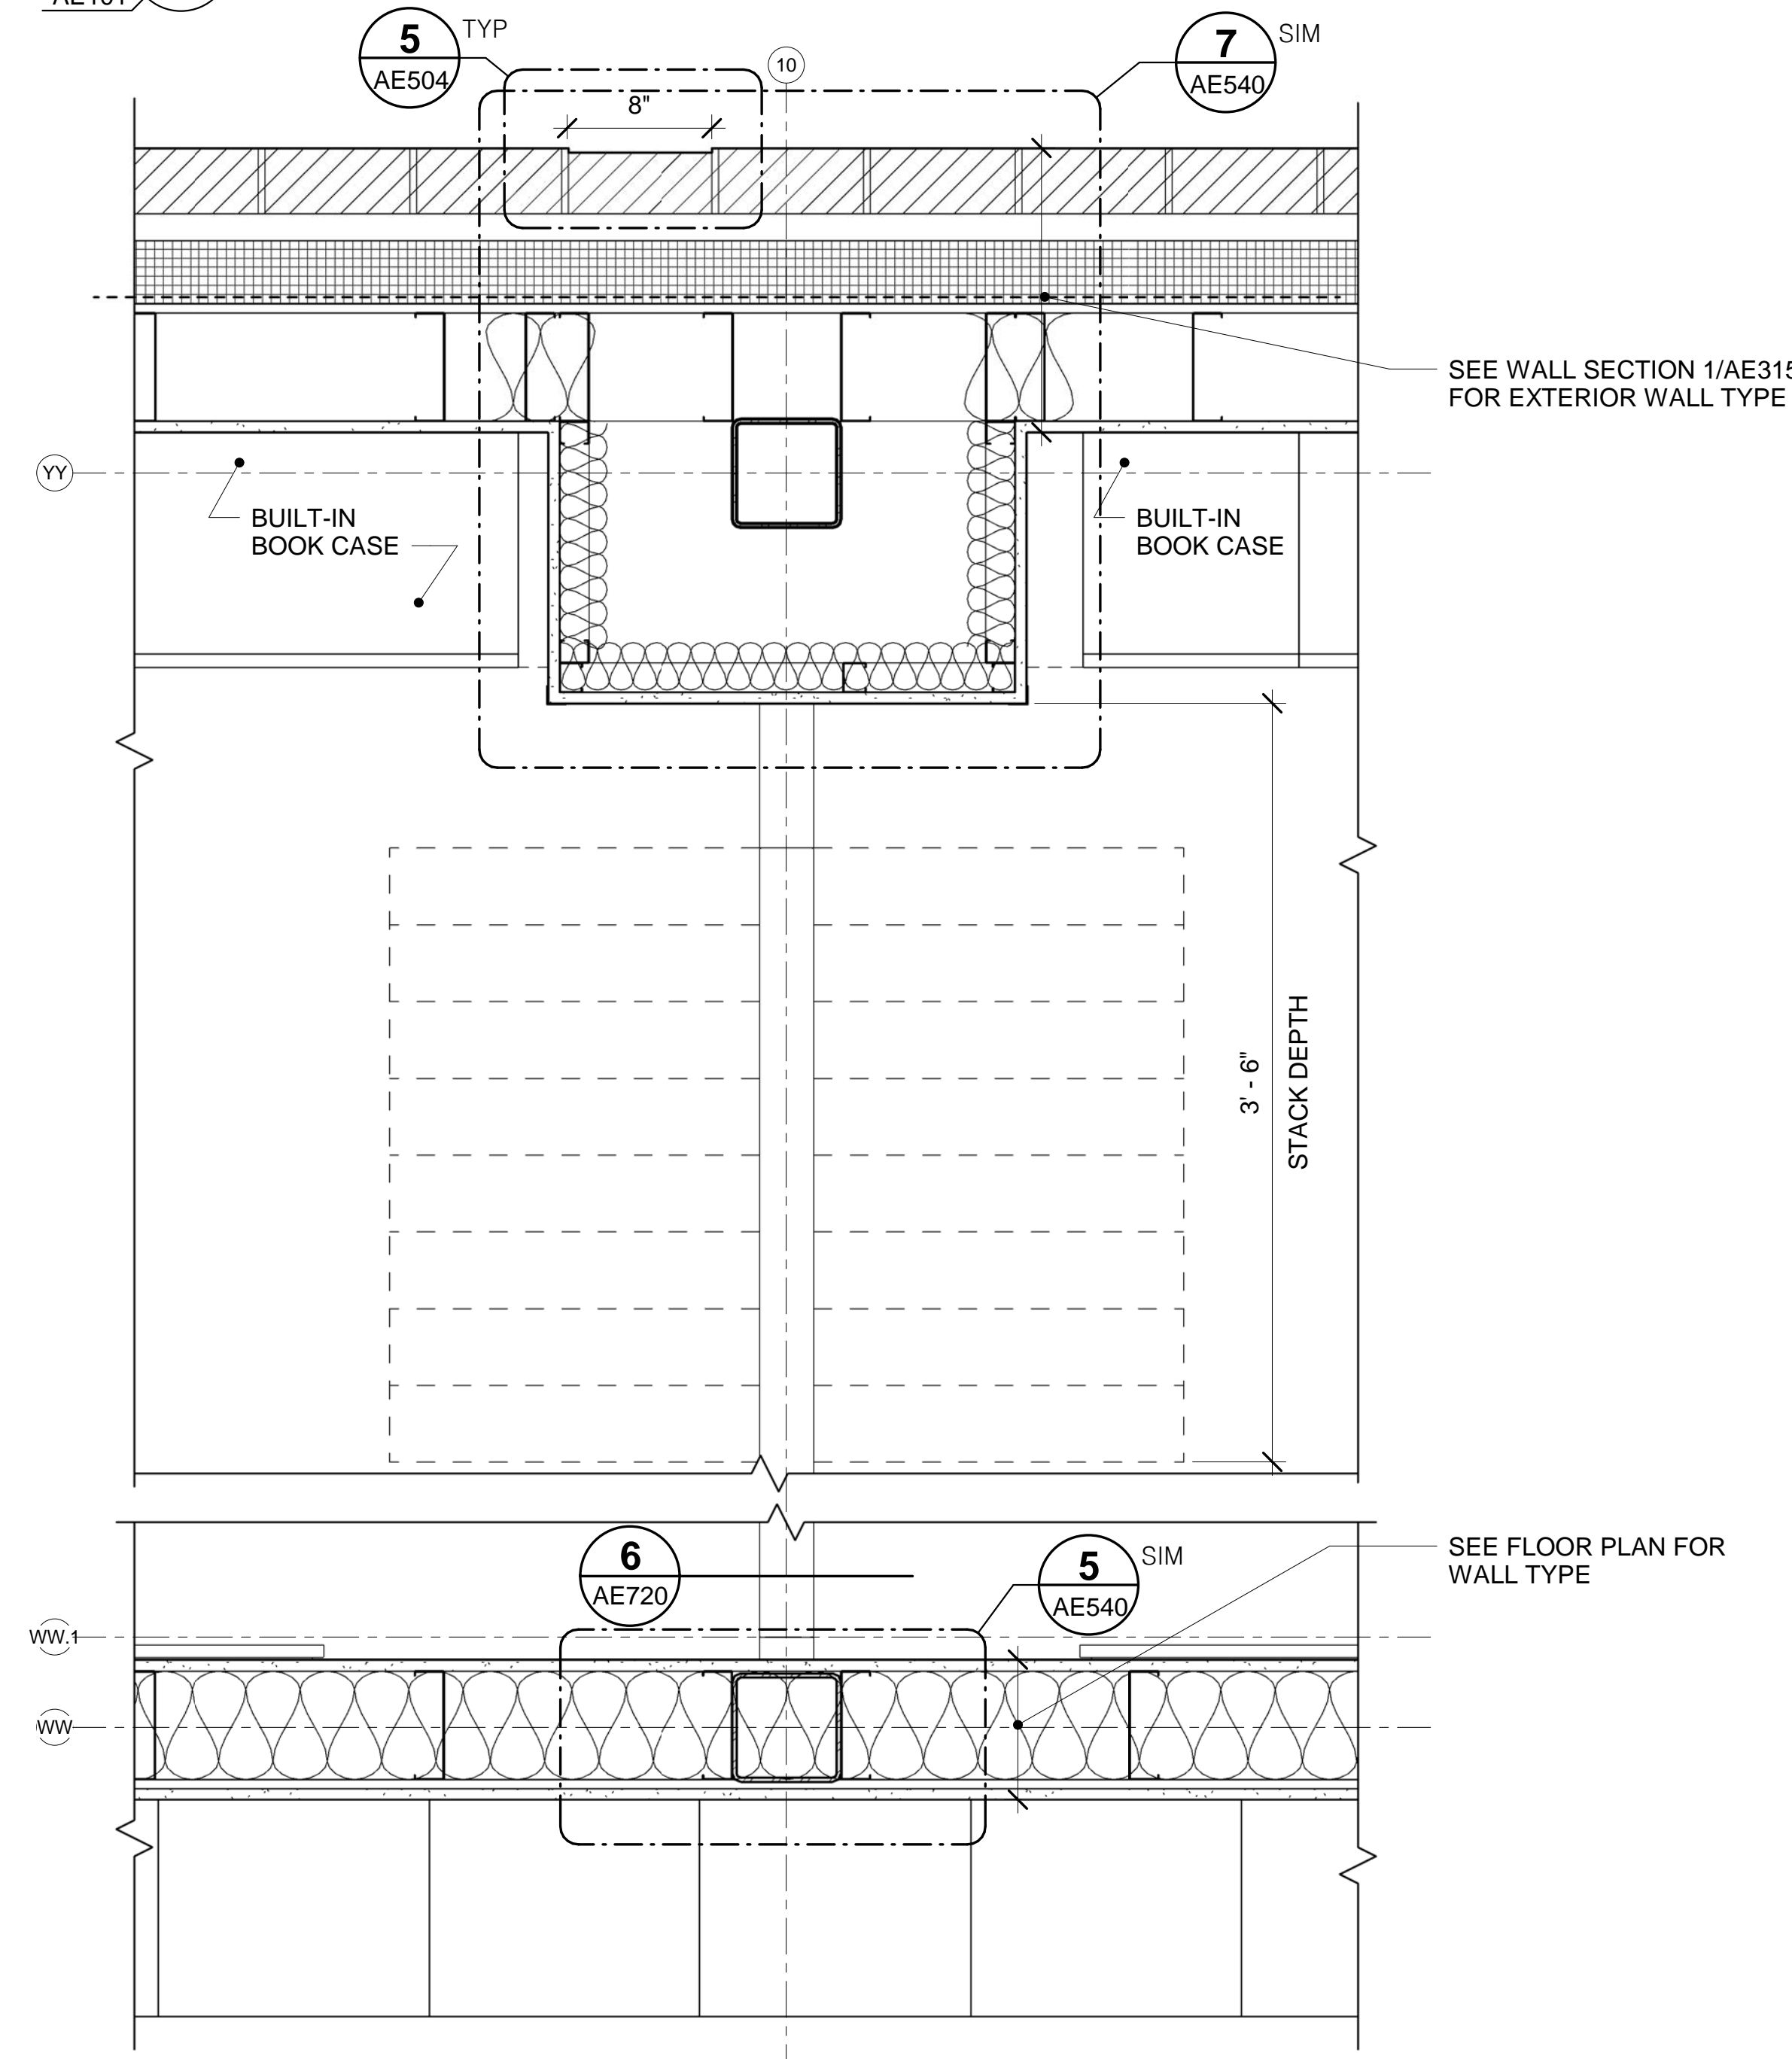 5
AE504
TYP
10
7
AE540
SIM
8"
SEE WALL SECTION 1/AE315
FOR EXTERIOR WALL TYPE
YY
BUILT-IN
BOOK CASE
BUILT-IN
BOOK CASE
3' - 6"
STACK DEPTH
6
AE720
5
AE540
SIM
SEE FLOOR PLAN FOR
WALL TYPE
WW.1
WW